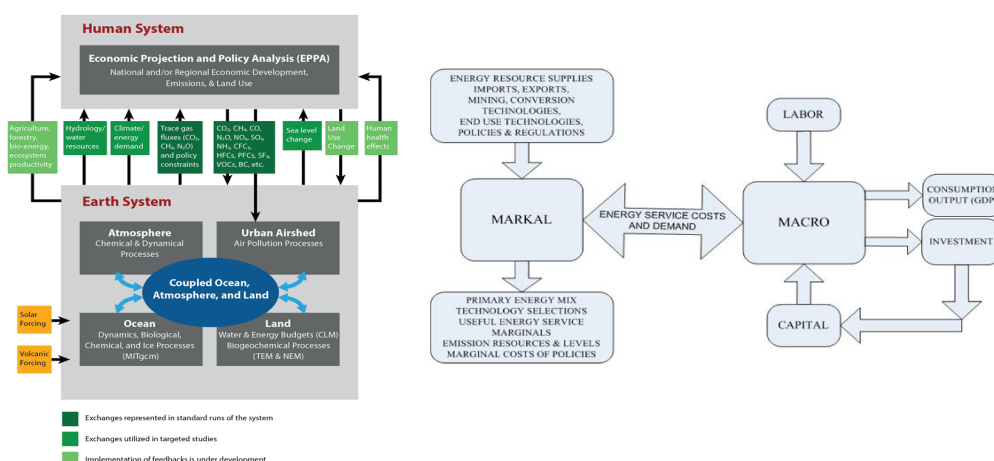 Human System
Economic Projection and Policy Analysis (EPPA)
National and/or Regional Economic Development,
Emissions, & Land Use
Agriculture,
forestry,
bio-energy,
ecosystem
productivity
Hydrology/
water
resources
Climate/
energy
demand
Trace gas
fluxes (CO₂,
CH₄, N₂O)
and policy
constraints
CO₂, CH₄, CO,
N₂O, NOₓ, SOₓ,
NH₃, CFCₛ,
HFCs, PFCs, SF₆,
VOCs, BC, etc.
Sea level
change
Land
Use
Change
Human
health
effects
Earth System
Atmosphere
Chemical & Dynamical
Processes
Urban Airshed
Air Pollution Processes
Coupled Ocean,
Atmosphere, and Land
Ocean
Dynamics, Biological,
Chemical, and Ice Processes
(MITgcm)
Land
Water & Energy Budgets (CLM)
Biogeochemical Processes
(TEM & NEM)
Solar
Forcing
Volcanic
Forcing
Exchanges represented in standard runs of the system
Exchanges utilized in targeted studies
Implementation of feedbacks is under development
ENERGY RESOURCE SUPPLIES
IMPORTS, EXPORTS,
MINING, CONVERSION
TECHNOLOGIES,
END USE TECHNOLOGIES,
POLICIES & REGULATIONS
MARKAL
ENERGY SERVICE COSTS
AND DEMAND
PRIMARY ENERGY MIX
TECHNOLOGY SELECTIONS
USEFUL ENERGY SERVICE
MARGINALS
EMISSION RESOURCES & LEVELS
MARGINAL COSTS OF POLICIES
LABOR
MACRO
CONSUMPTION
OUTPUT (GDP)
INVESTMENT
CAPITAL